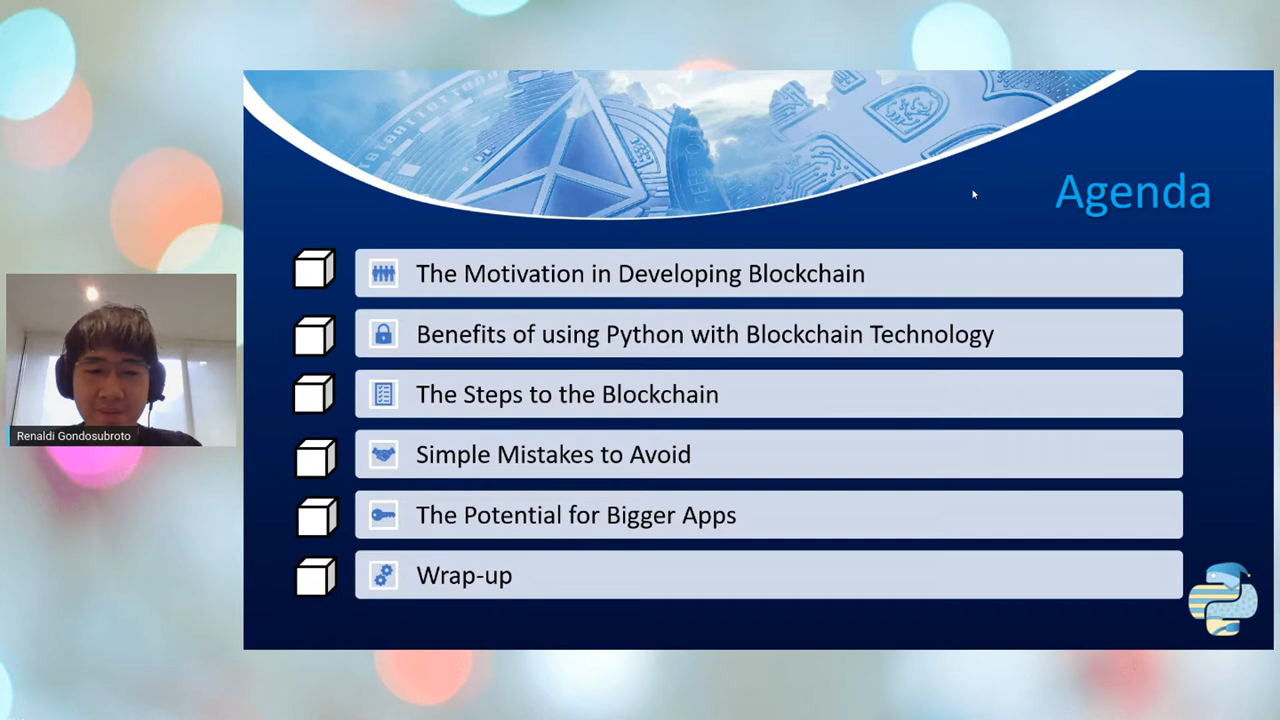 Agenda
The Motivation in Developing Blockchain
Benefits of using Python with Blockchain Technology
The Steps to the Blockchain
Simple Mistakes to Avoid
The Potential for Bigger Apps
Wrap-up
Renaldi Gondosubroto